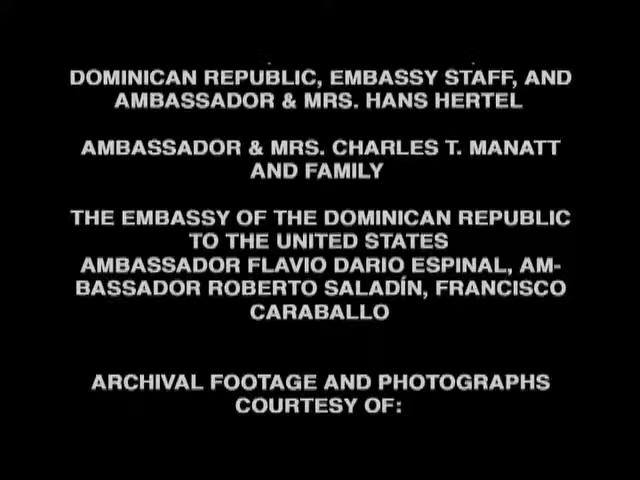 DOMINICAN REPUBLIC, EMBASSY STAFF, AND
AMBASSADOR & MRS. HANS HERTEL
AMBASSADOR & MRS. CHARLES T. MANATT
AND FAMILY
THE EMBASSY OF THE DOMINICAN REPUBLIC
TO THE UNITED STATES
AMBASSADOR FLAVIO DARIO ESPINAL, AM-
BASSADOR ROBERTO SALADÍN, FRANCISCO
CARABALLO
ARCHIVAL FOOTAGE AND PHOTOGRAPHS
COURTESY OF: